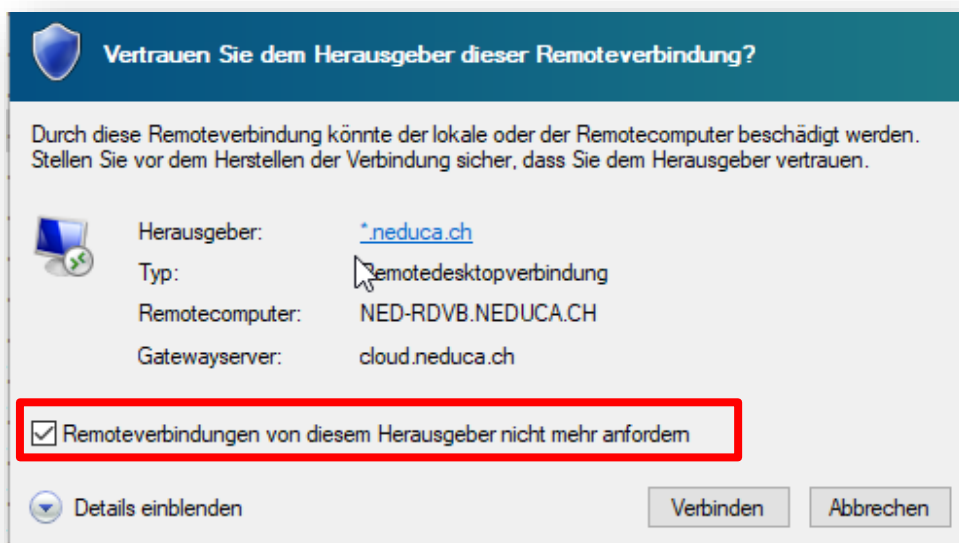 Vertrauen Sie dem Herausgeber dieser Remoteverbindung?
Durch diese Remoteverbindung könnte der lokale oder der Remotecomputer beschädigt werden.
Stellen Sie vor dem Herstellen der Verbindung sicher, dass Sie dem Herausgeber vertrauen.
Herausgeber: *.neduca.ch
Typ: Remotedesktopverbindung
Remotecomputer: NED-RDVB.NEDUCA.CH
Gatewayserver: cloud.neduca.ch
Remoteverbindungen von diesem Herausgeber nicht mehr anfordern
Details einblenden Verbinden Abbrechen